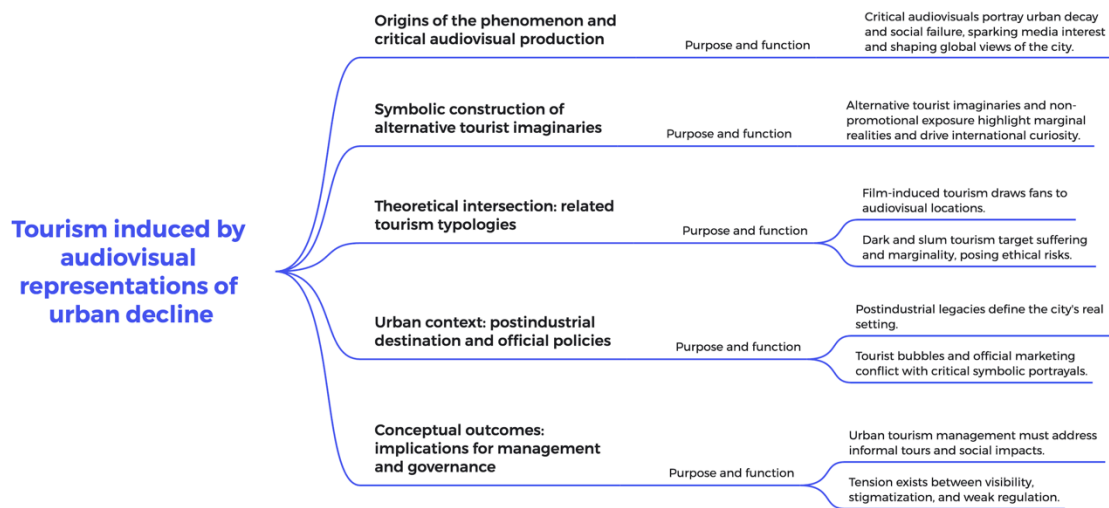 Tourism induced by
audiovisual
representations of
urban decline
Origins of the phenomenon and
critical audiovisual production
Purpose and function
Critical audiovisuals portray urban decay
and social failure, sparking media interest
and shaping global views of the city.
Symbolic construction of
alternative tourist imaginaries
Purpose and function
Alternative tourist imaginaries and non-
promotional exposure highlight marginal
realities and drive international curiosity.
Theoretical intersection: related
tourism typologies
Purpose and function
Film-induced tourism draws fans to
audiovisual locations.
Dark and slum tourism target suffering
and marginality, posing ethical risks.
Urban context: postindustrial
destination and official policies
Purpose and function
Postindustrial legacies define the city's real
setting.
Tourist bubbles and official marketing
conflict with critical symbolic portrayals.
Conceptual outcomes:
implications for management
and governance
Purpose and function
Urban tourism management must address
informal tours and social impacts.
Tension exists between visibility,
stigmatization, and weak regulation.